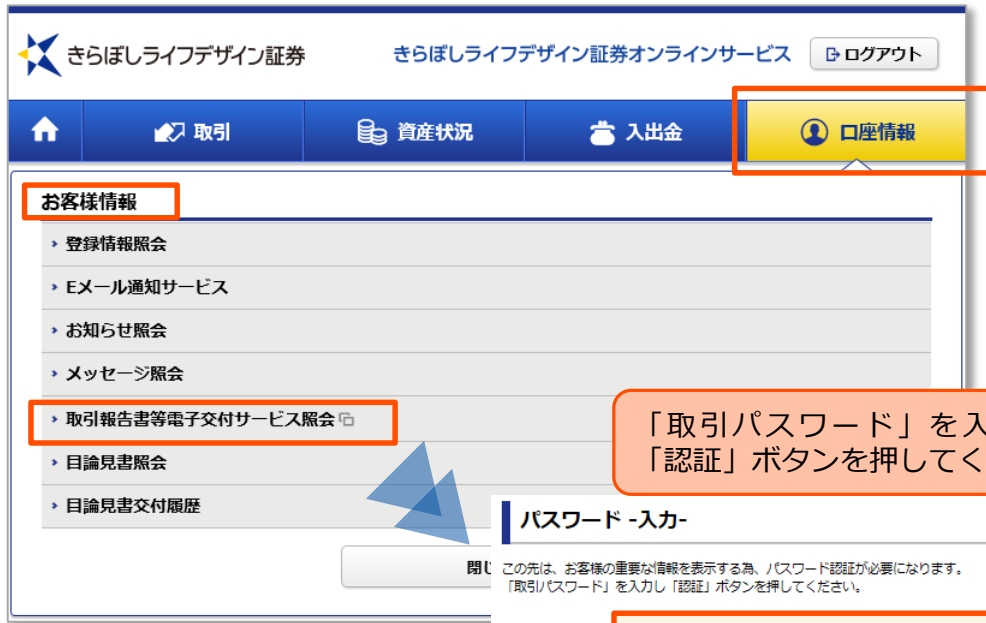 きらぼしライフデザイン証券
きらぼしライフデザイン証券オンラインサービス
ログアウト
取引
資産状況
入出金
口座情報
お客様情報
登録情報照会
Eメール通知サービス
お知らせ照会
メッセージ照会
取引報告書等電子交付サービス照会
目論見書照会
目論見書交付履歴
閉じ
「取引パスワード」を入
「認証」ボタンを押してく
パスワード -入力-
この先は、お客様の重要な情報を表示する為、パスワード認証が必要になります。
「取引パスワード」を入力し「認証」ボタンを押してください。